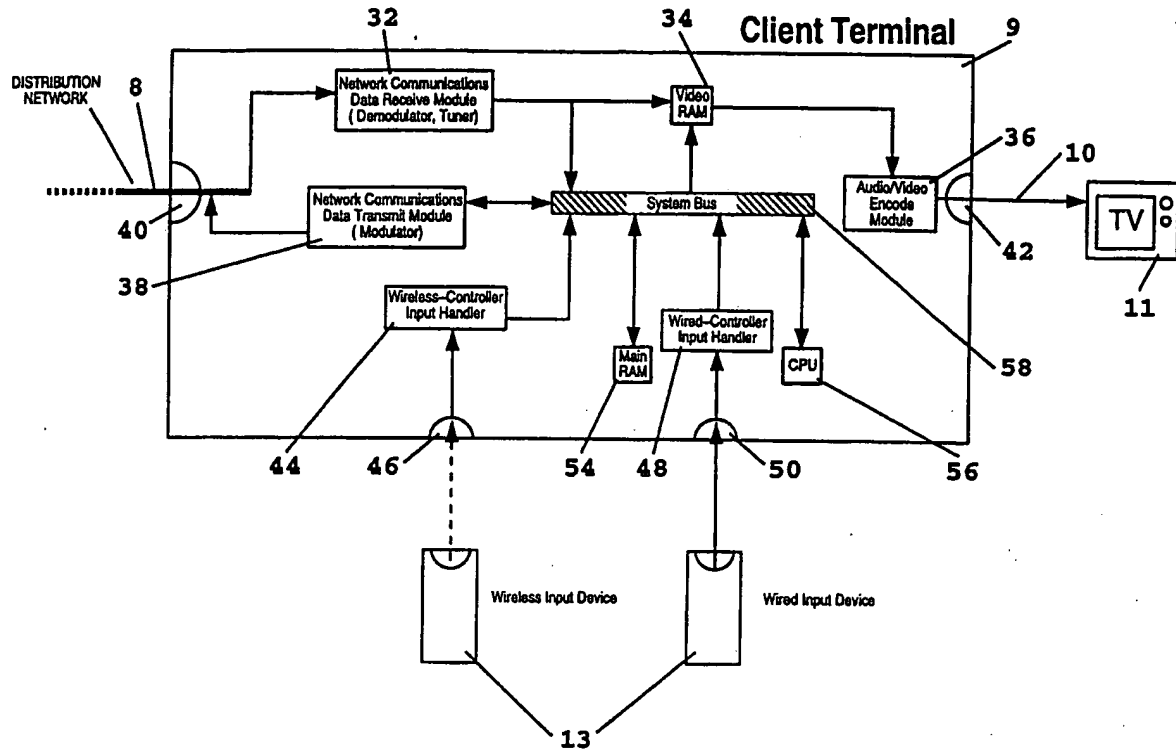 32
34
Client Terminal
9
DISTRIBUTION
NETWORK
8
Network Communications
Data Receive Module
( Demodulator, Tuner)
Video
RAM
36
10
40
Network Communications
Data Transmit Module
( Modulator)
System Bus
Audio/Video
Encode
Module
42
TV
11
38
Wireless-Controller
Input Handler
Wired-Controller
Input Handler
Main
RAM
CPU
58
44
46
54
48
50
56
Wireless Input Device
Wired Input Device
13